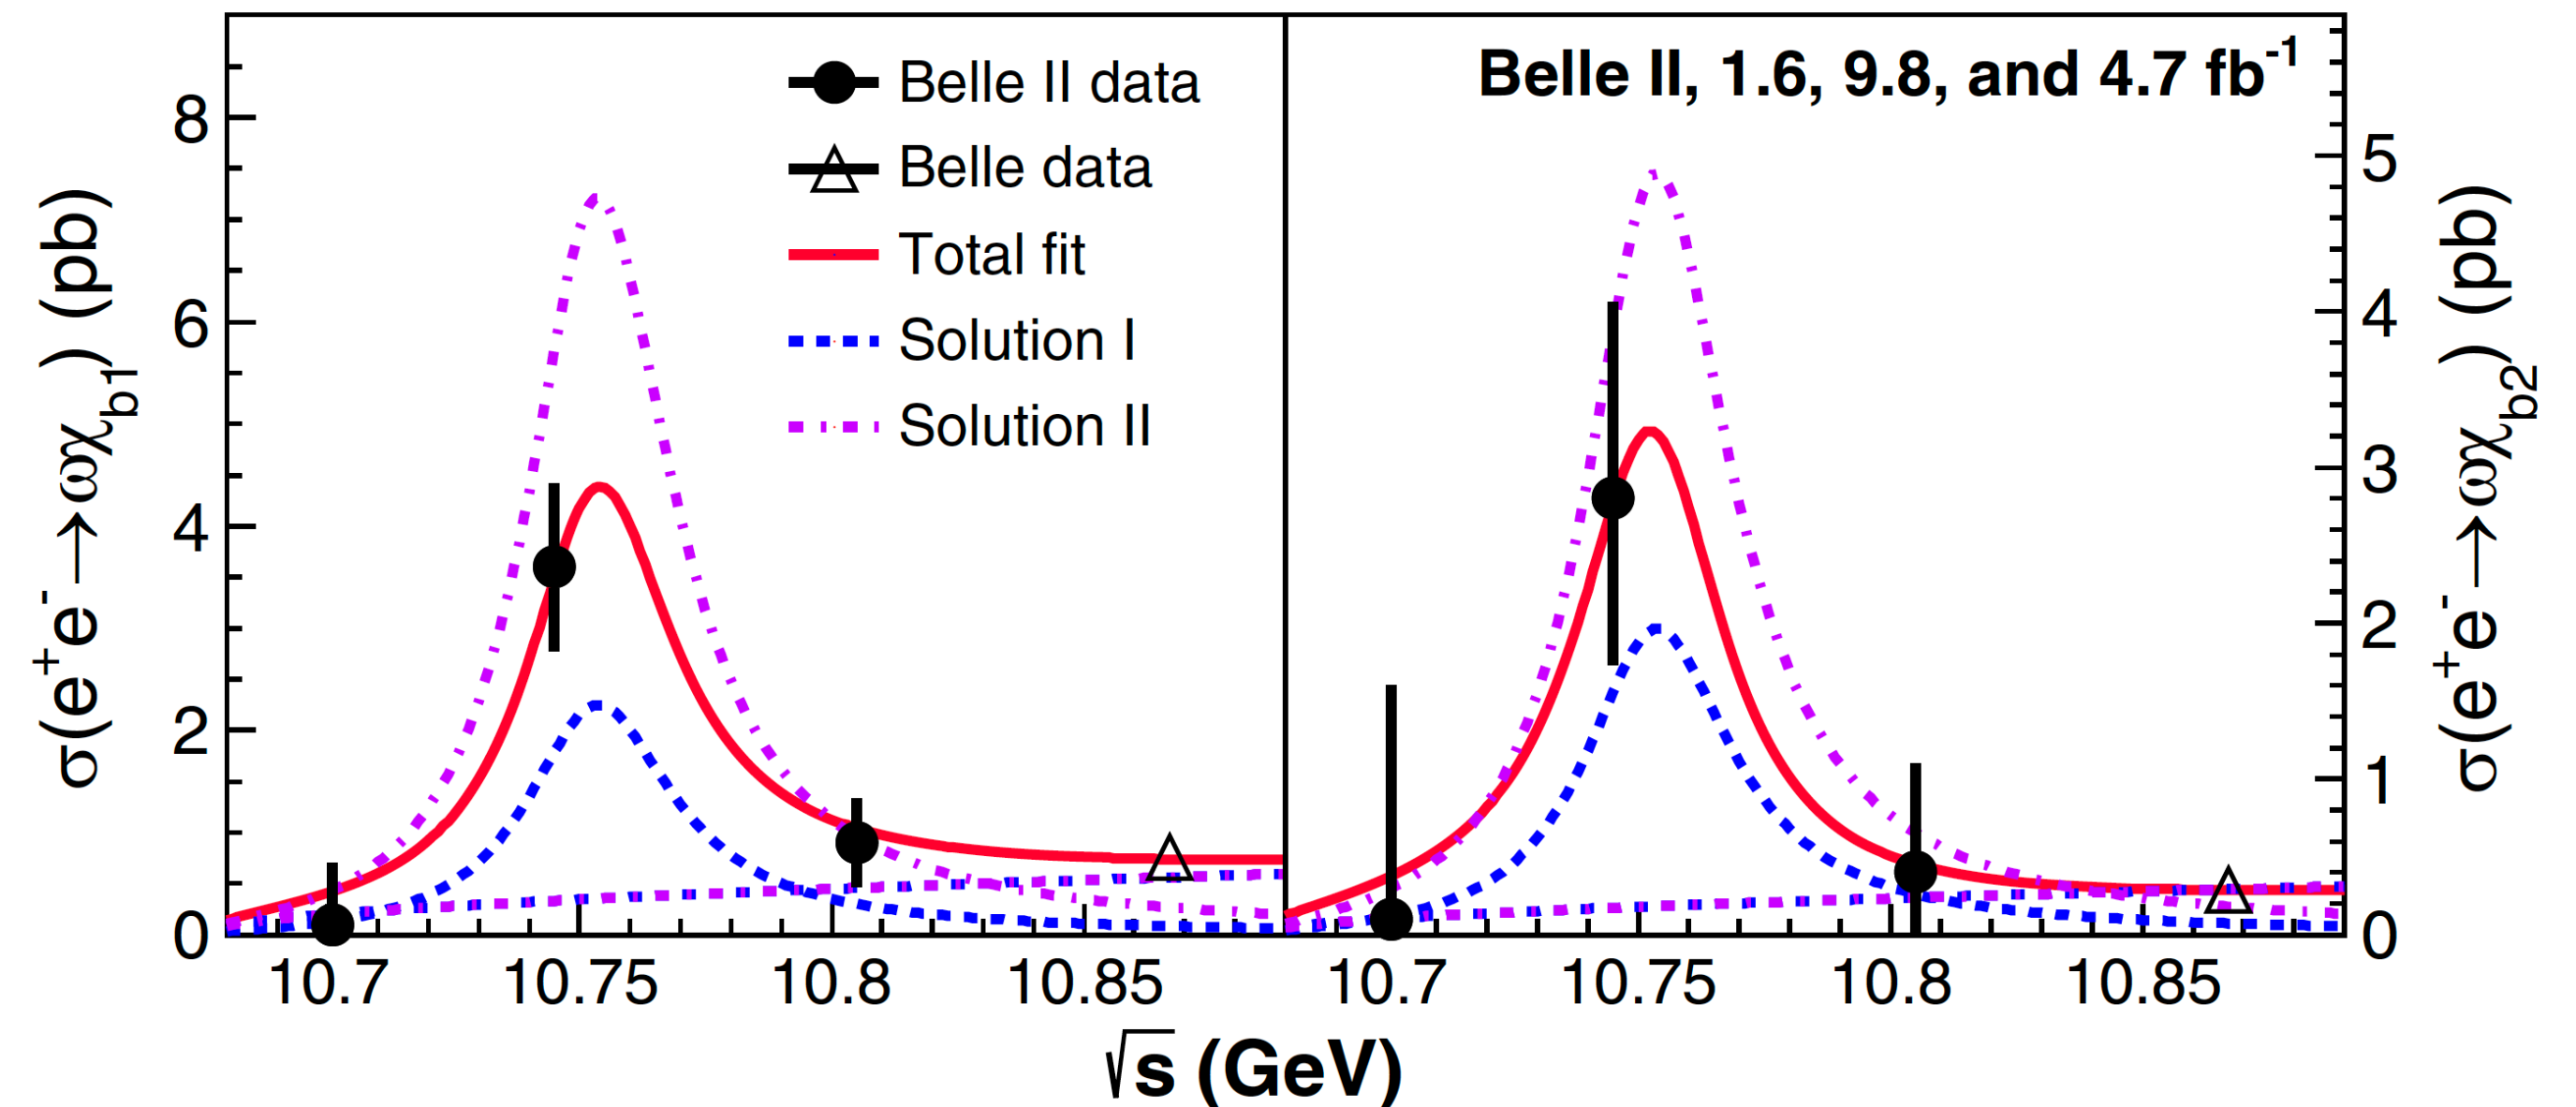 Belle II data
Belle data
Total fit
Solution I
Solution II
Belle II, 1.6, 9.8, and 4.7 fb⁻¹
σ(e⁺e⁻→ωχ_b1) (pb)
8
6
4
2
0
σ(e⁺e⁻→ωχ_b2) (pb)
5
4
3
2
1
0
10.7 10.75 10.8 10.85 10.7 10.75 10.8 10.85
√s (GeV)